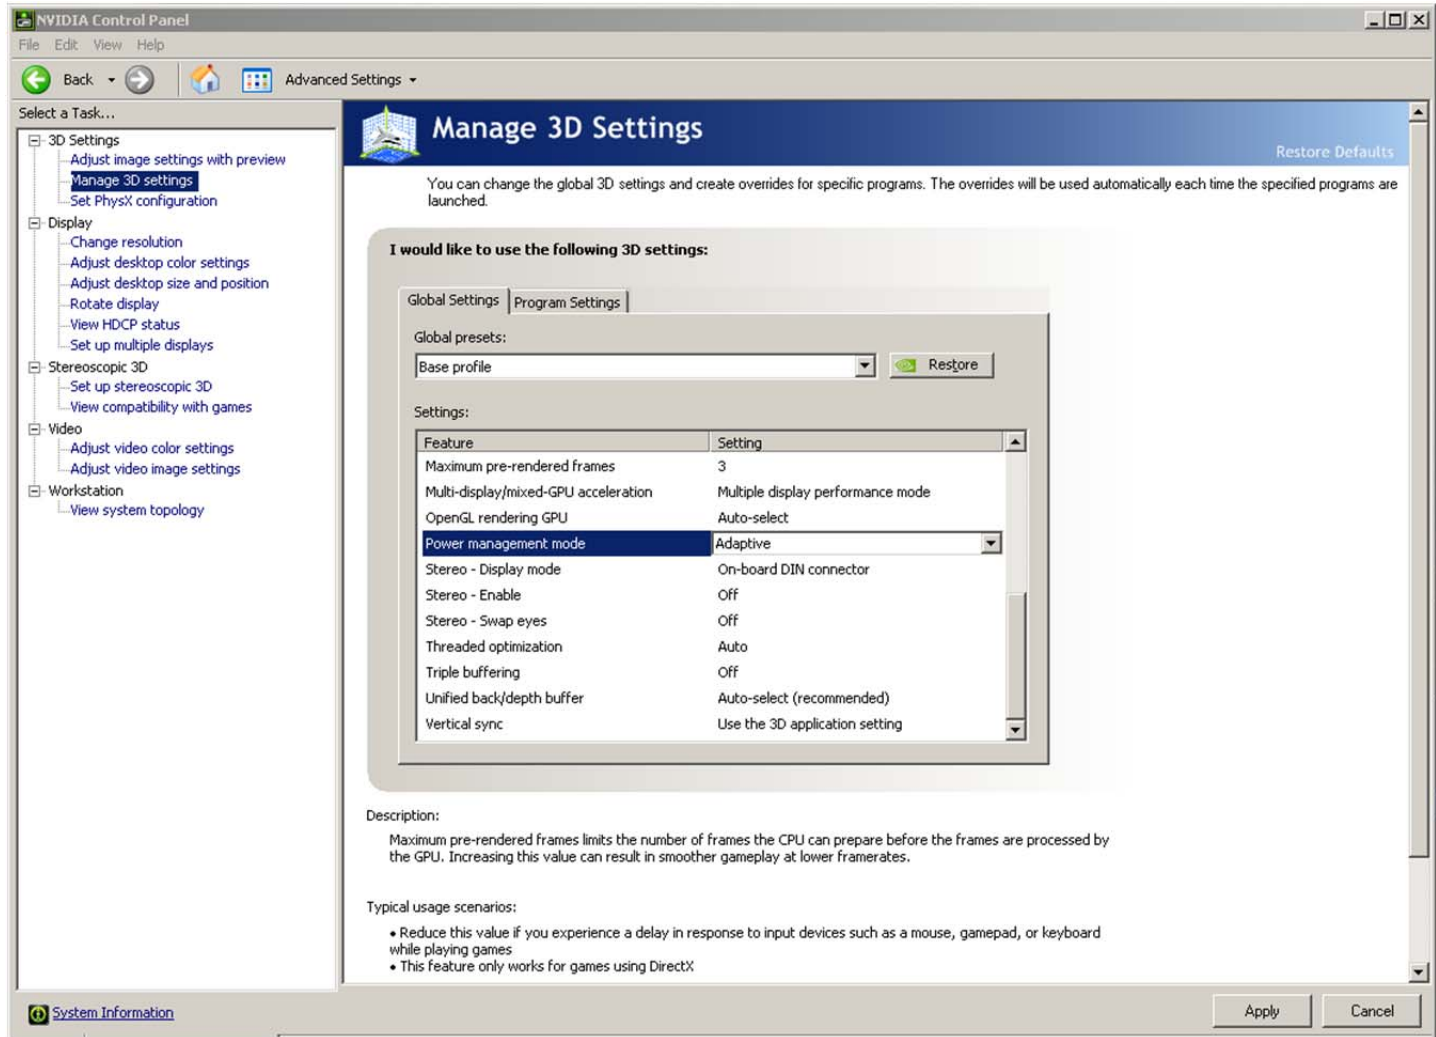 NVIDIA Control Panel
File Edit View Help
Back Advanced Settings
Select a Task...
3D Settings
Adjust image settings with preview
Manage 3D settings
Set PhysX configuration
Display
Change resolution
Adjust desktop color settings
Adjust desktop size and position
Rotate display
View HDCP status
Set up multiple displays
Stereoscopic 3D
Set up stereoscopic 3D
View compatibility with games
Video
Adjust video color settings
Adjust video image settings
Workstation
View system topology
Manage 3D Settings
Restore Defaults
You can change the global 3D settings and create overrides for specific programs. The overrides will be used automatically each time the specified programs are
launched.
I would like to use the following 3D settings:
Global Settings Program Settings
Global presets:
Base profile Restore
Settings:
Feature Setting
Maximum pre-rendered frames 3
Multi-display/mixed-GPU acceleration Multiple display performance mode
OpenGL rendering GPU Auto-select
Power management mode Adaptive
Stereo - Display mode On-board DIN connector
Stereo - Enable Off
Stereo - Swap eyes Off
Threaded optimization Auto
Triple buffering Off
Unified back/depth buffer Auto-select (recommended)
Vertical sync Use the 3D application setting
Description:
Maximum pre-rendered frames limits the number of frames the CPU can prepare before the frames are processed by
the GPU. Increasing this value can result in smoother gameplay at lower framerates.
Typical usage scenarios:
• Reduce this value if you experience a delay in response to input devices such as a mouse, gamepad, or keyboard
while playing games
• This feature only works for games using DirectX
System Information
Apply Cancel